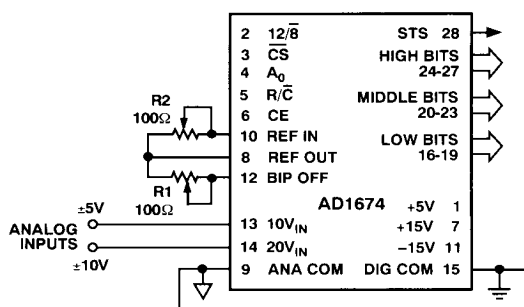 2 12/8̅
STS 28
3 C̅S̅
HIGH BITS
4 A₀
24-27
5 R/C̅
MIDDLE BITS
6 CE
20-23
R2
100Ω
10 REF IN
8 REF OUT
LOW BITS
16-19
12 BIP OFF
R1
100Ω
AD1674
+5V 1
±5V
ANALOG
INPUTS
±10V
13 10V_IN
+15V 7
14 20V_IN
−15V 11
9 ANA COM
DIG COM 15